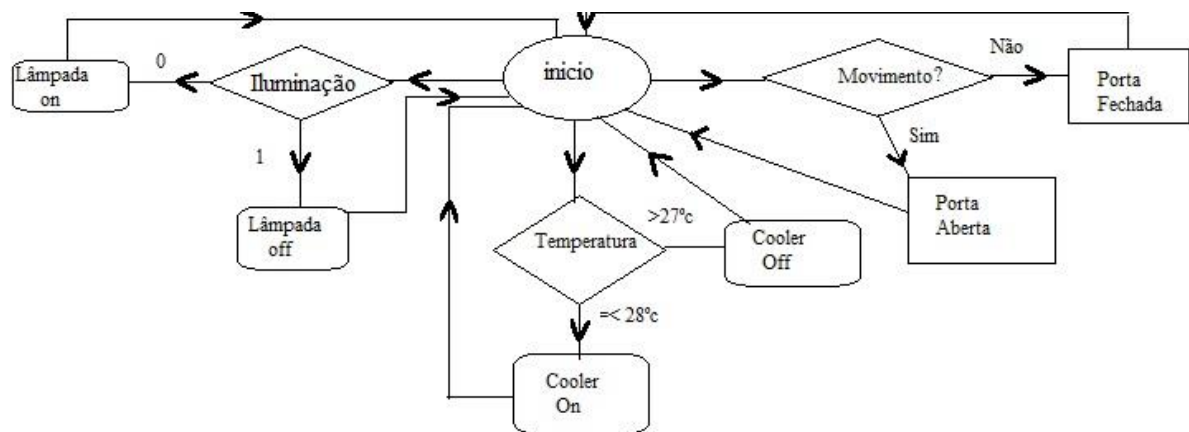 Lâmpada
on
0
Iluminação
inicio
Movimento?
Não
Porta
Fechada
1
Sim
Lâmpada
off
Temperatura
>27ºc
Cooler
Off
Porta
Aberta
=< 28ºc
Cooler
On